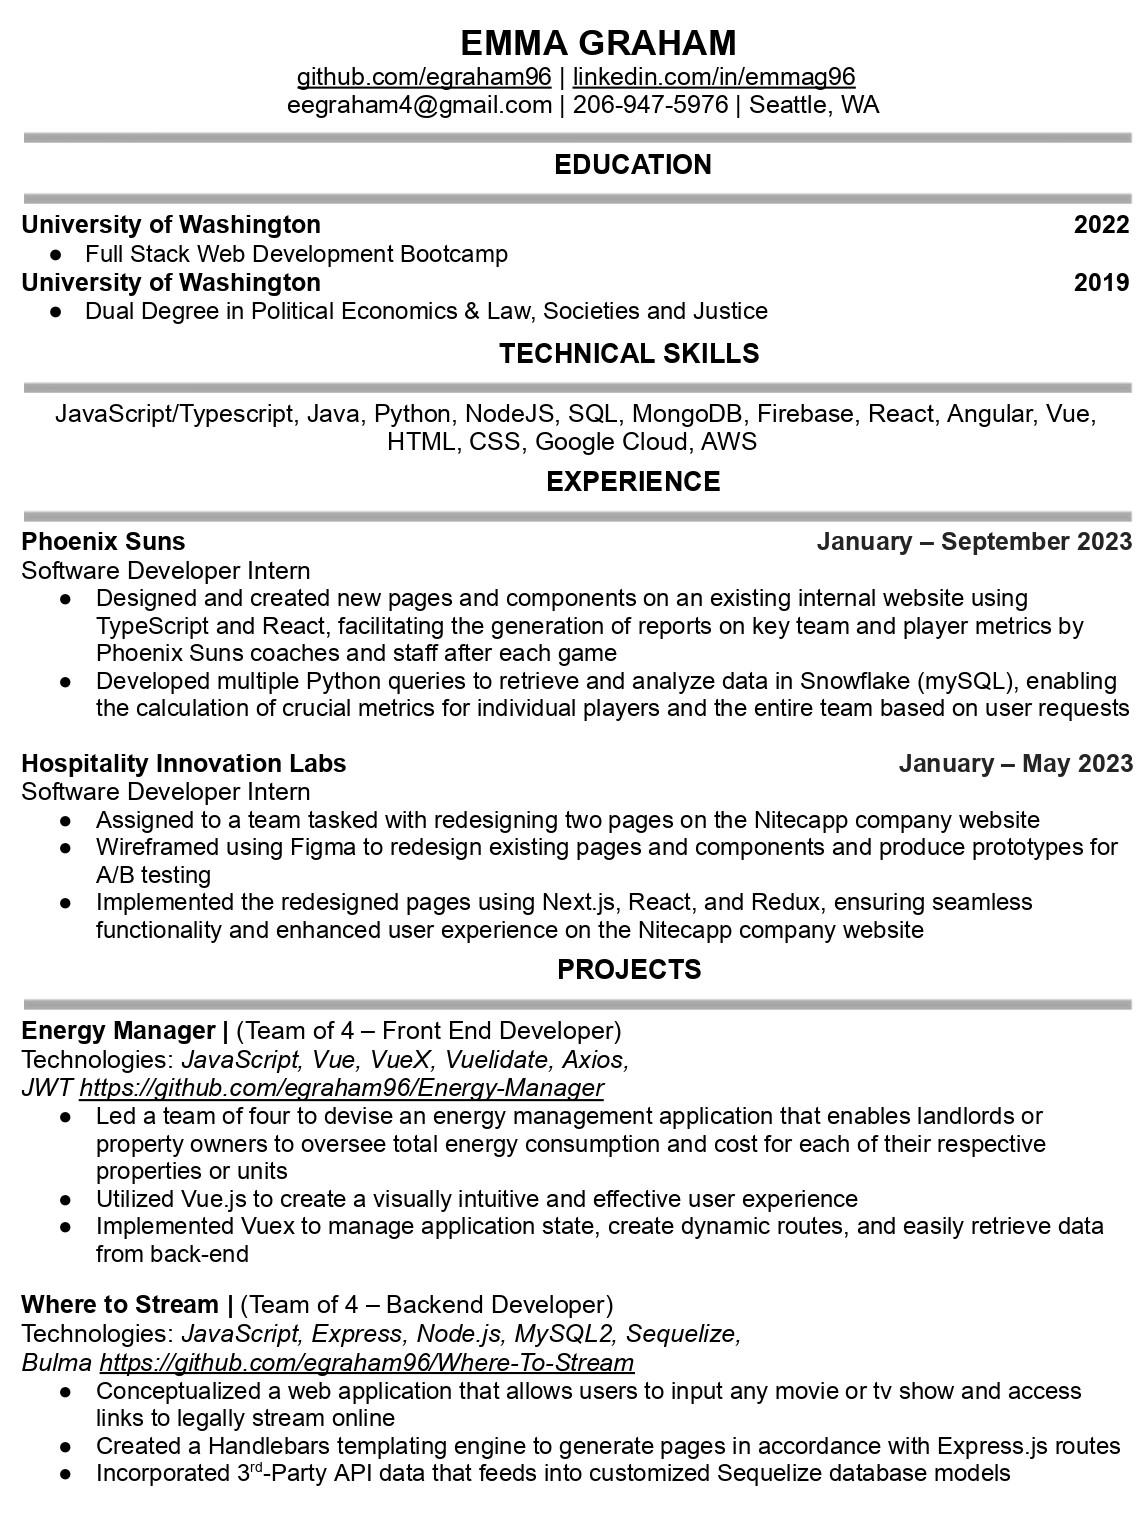 EMMA GRAHAM
github.com/egraham96 | linkedin.com/in/emmag96
eegraham4@gmail.com | 206-947-5976 | Seattle, WA
EDUCATION
University of Washington 2022
● Full Stack Web Development Bootcamp
University of Washington 2019
● Dual Degree in Political Economics & Law, Societies and Justice
TECHNICAL SKILLS
JavaScript/Typescript, Java, Python, NodeJS, SQL, MongoDB, Firebase, React, Angular, Vue,
HTML, CSS, Google Cloud, AWS
EXPERIENCE
Phoenix Suns January – September 2023
Software Developer Intern
● Designed and created new pages and components on an existing internal website using
TypeScript and React, facilitating the generation of reports on key team and player metrics by
Phoenix Suns coaches and staff after each game
● Developed multiple Python queries to retrieve and analyze data in Snowflake (mySQL), enabling
the calculation of crucial metrics for individual players and the entire team based on user requests
Hospitality Innovation Labs January – May 2023
Software Developer Intern
● Assigned to a team tasked with redesigning two pages on the Nitecapp company website
● Wireframed using Figma to redesign existing pages and components and produce prototypes for
A/B testing
● Implemented the redesigned pages using Next.js, React, and Redux, ensuring seamless
functionality and enhanced user experience on the Nitecapp company website
PROJECTS
Energy Manager | (Team of 4 – Front End Developer)
Technologies: JavaScript, Vue, VueX, Vuelidate, Axios,
JWT https://github.com/egraham96/Energy-Manager
● Led a team of four to devise an energy management application that enables landlords or
property owners to oversee total energy consumption and cost for each of their respective
properties or units
● Utilized Vue.js to create a visually intuitive and effective user experience
● Implemented Vuex to manage application state, create dynamic routes, and easily retrieve data
from back-end
Where to Stream | (Team of 4 – Backend Developer)
Technologies: JavaScript, Express, Node.js, MySQL2, Sequelize,
Bulma https://github.com/egraham96/Where-To-Stream
● Conceptualized a web application that allows users to input any movie or tv show and access
links to legally stream online
● Created a Handlebars templating engine to generate pages in accordance with Express.js routes
● Incorporated 3rd-Party API data that feeds into customized Sequelize database models